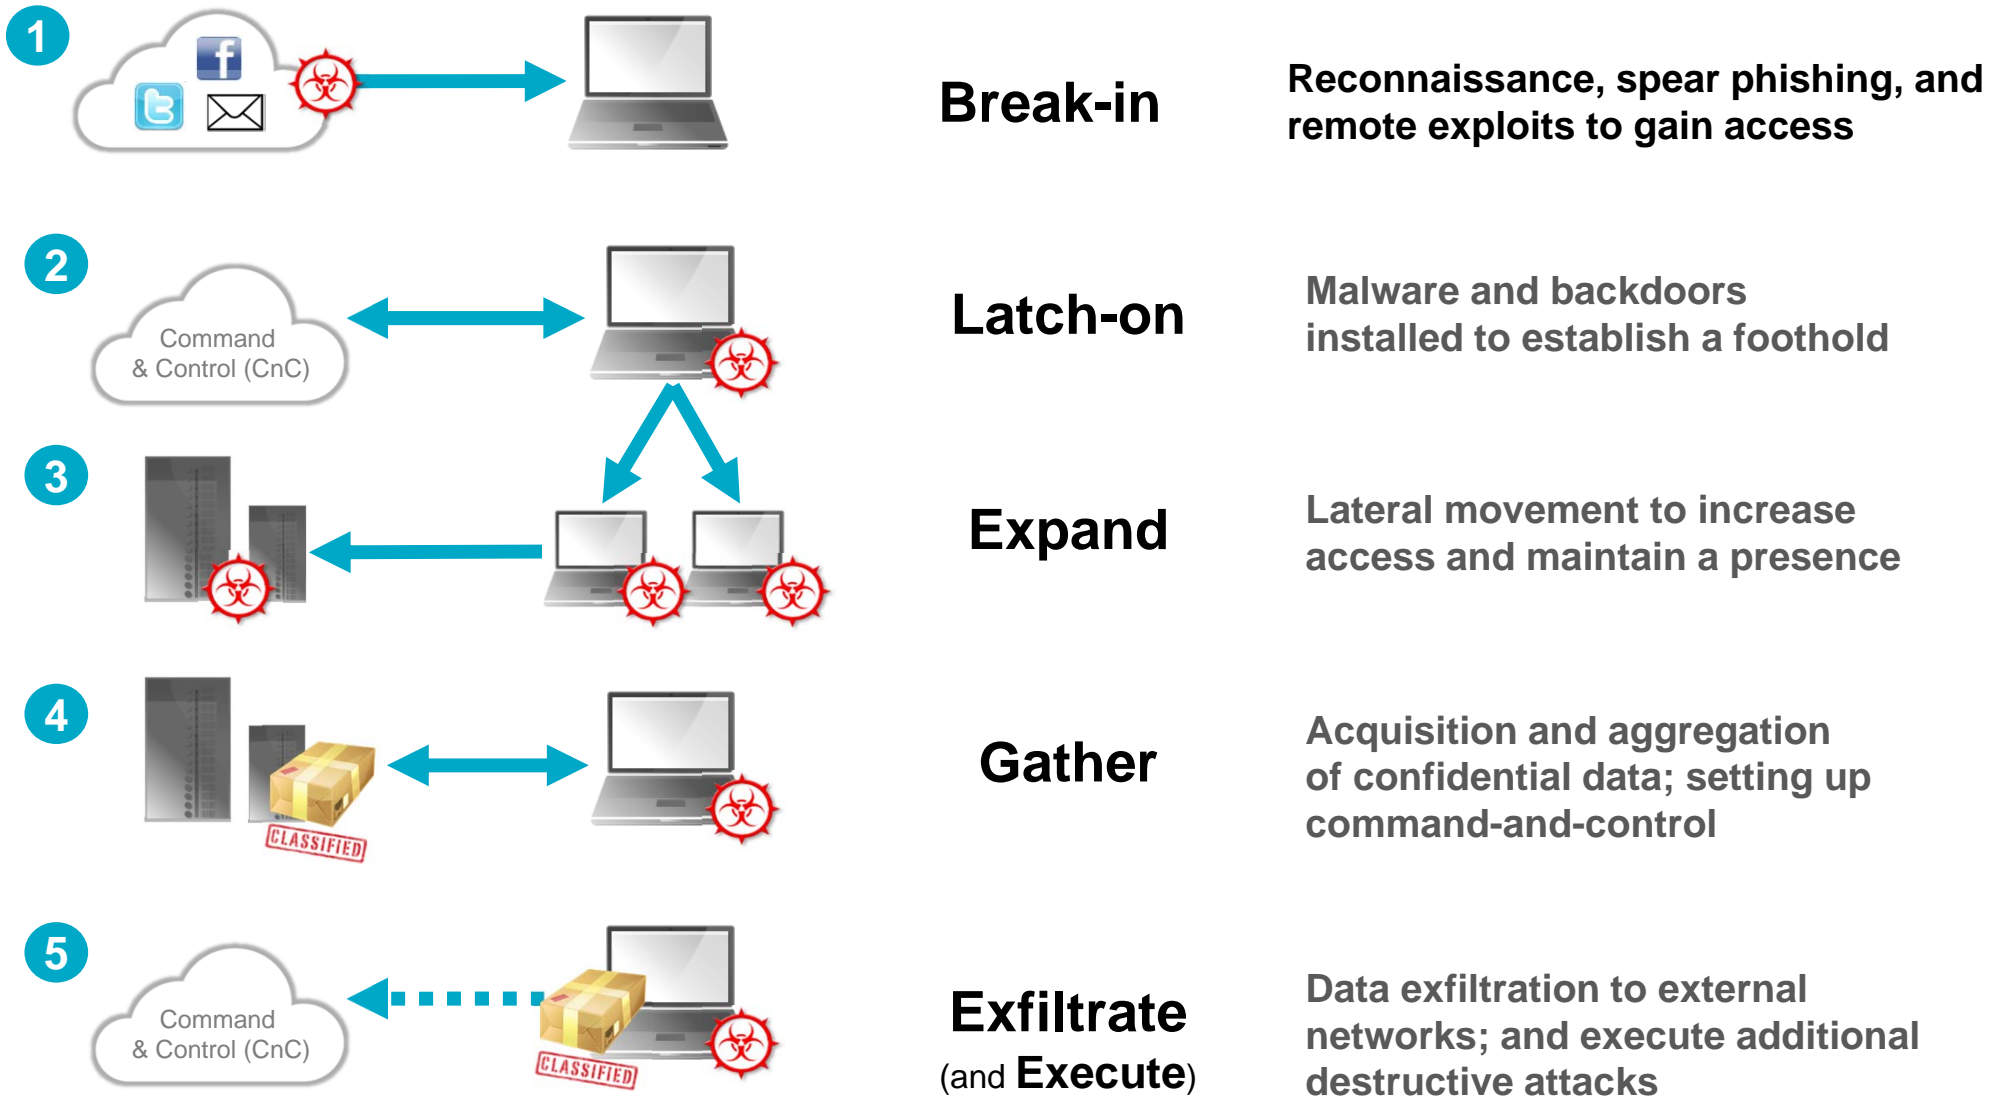 1
f
t
Break-in
Reconnaissance, spear phishing, and
remote exploits to gain access
2
Command
& Control (CnC)
Latch-on
Malware and backdoors
installed to establish a foothold
3
Expand
Lateral movement to increase
access and maintain a presence
4
CLASSIFIED
Gather
Acquisition and aggregation
of confidential data; setting up
command-and-control
5
Command
& Control (CnC)
CLASSIFIED
Exfiltrate
(and Execute)
Data exfiltration to external
networks; and execute additional
destructive attacks